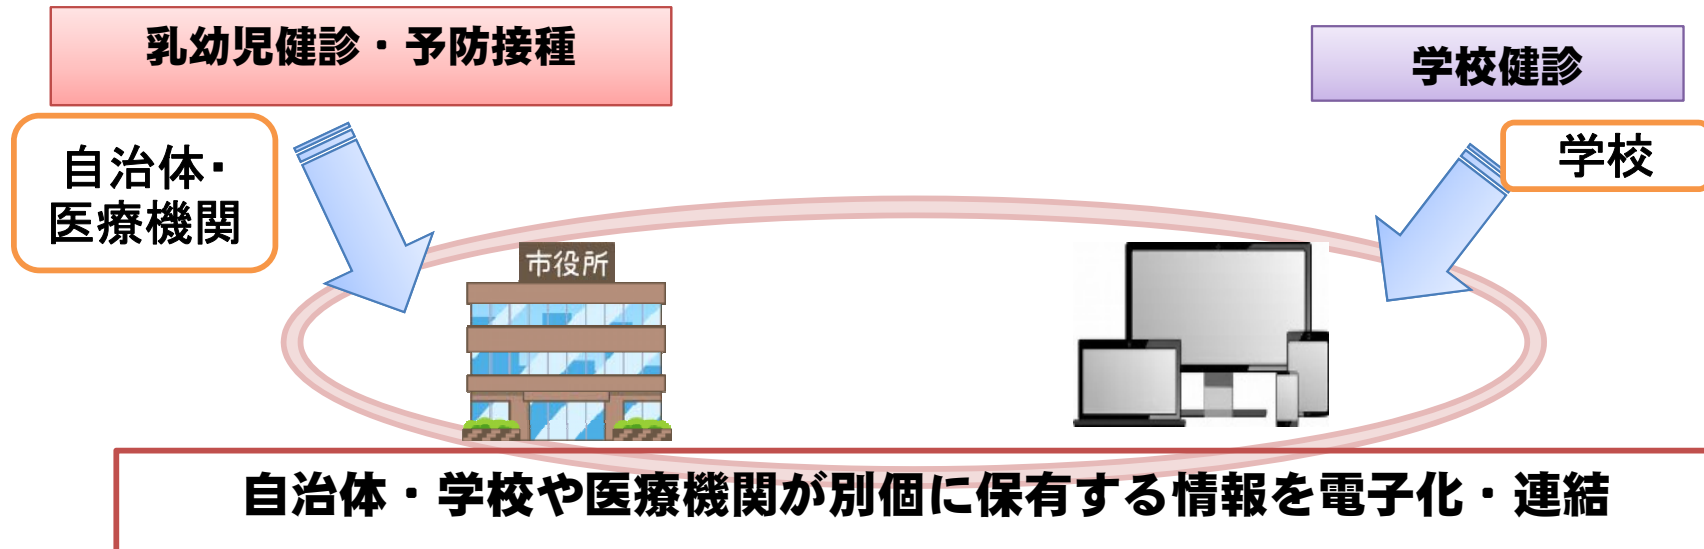 乳幼児健診・予防接種
学校健診
自治体・
医療機関
学校
市役所
自治体・学校や医療機関が別個に保有する情報を電子化・連結